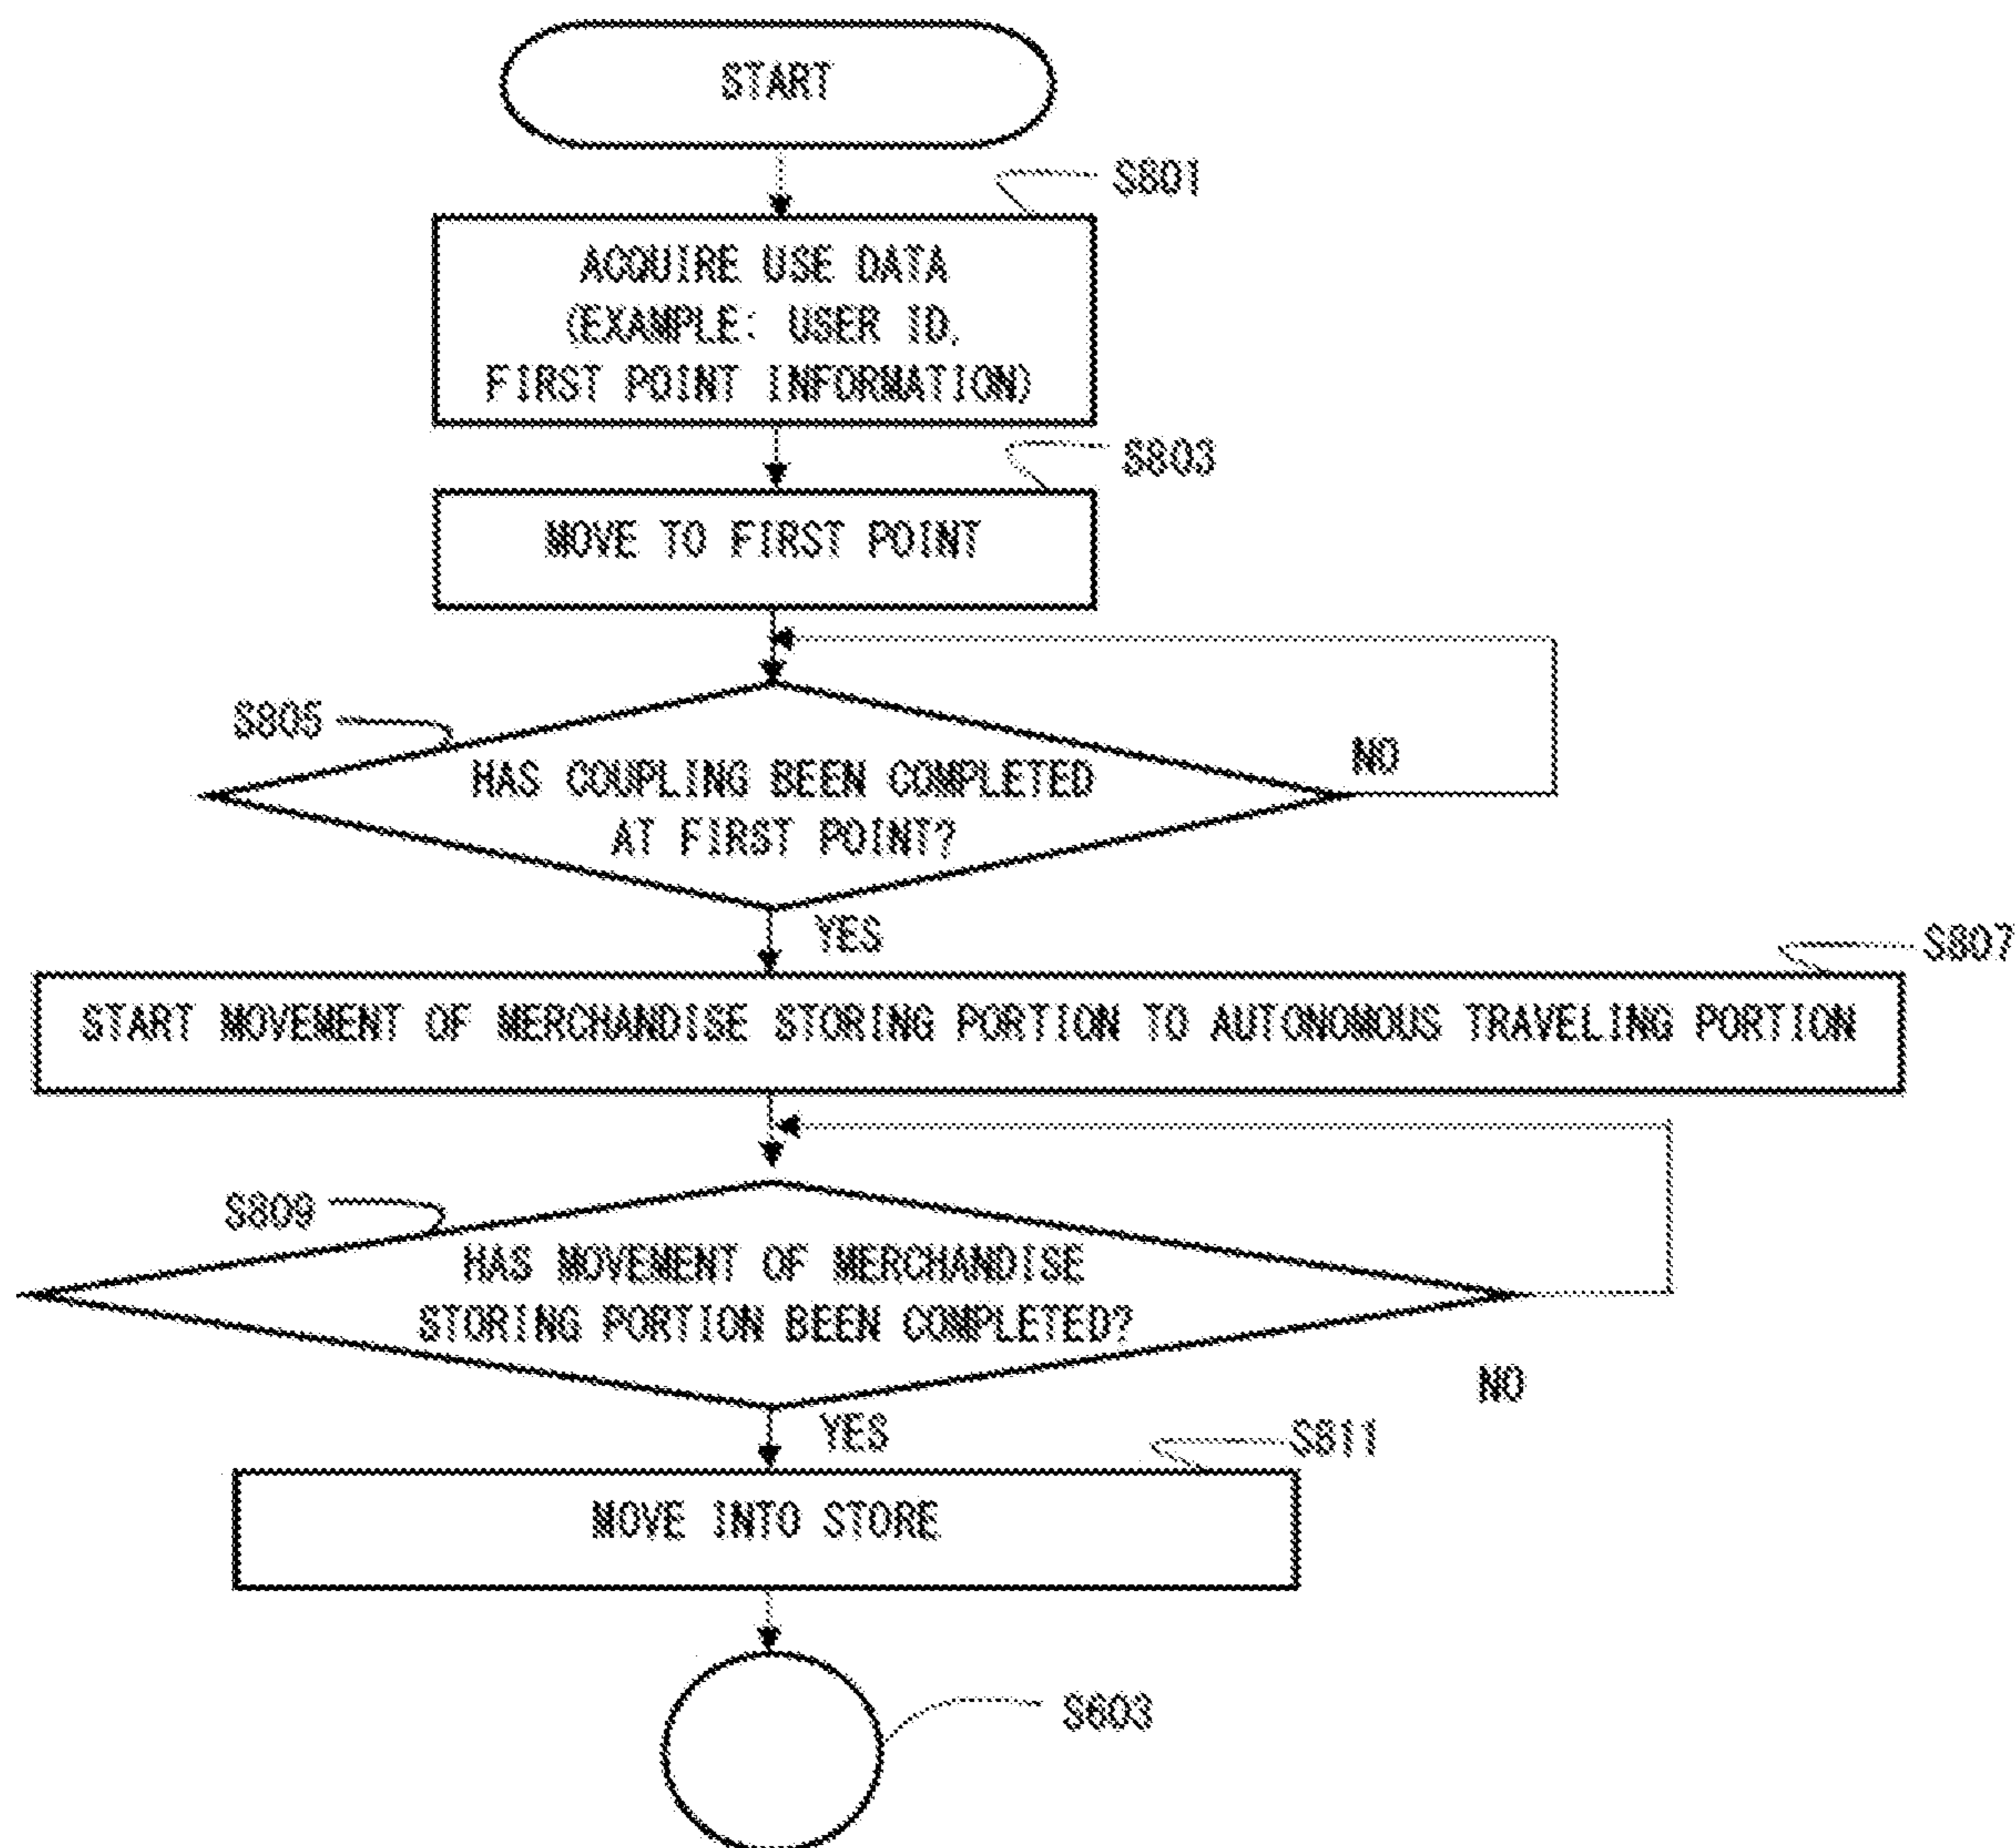 START
S801
ACQUIRE USE DATA
(EXAMPLE: USER ID,
FIRST POINT INFORMATION)
S803
MOVE TO FIRST POINT
S805
NO
HAS COUPLING BEEN COMPLETED
AT FIRST POINT?
YES
S807
START MOVEMENT OF MERCHANDISE STORING PORTION TO AUTONOMOUS TRAVELING PORTION
S809
HAS MOVEMENT OF MERCHANDISE
STORING PORTION BEEN COMPLETED?
NO
YES
S811
MOVE INTO STORE
S603